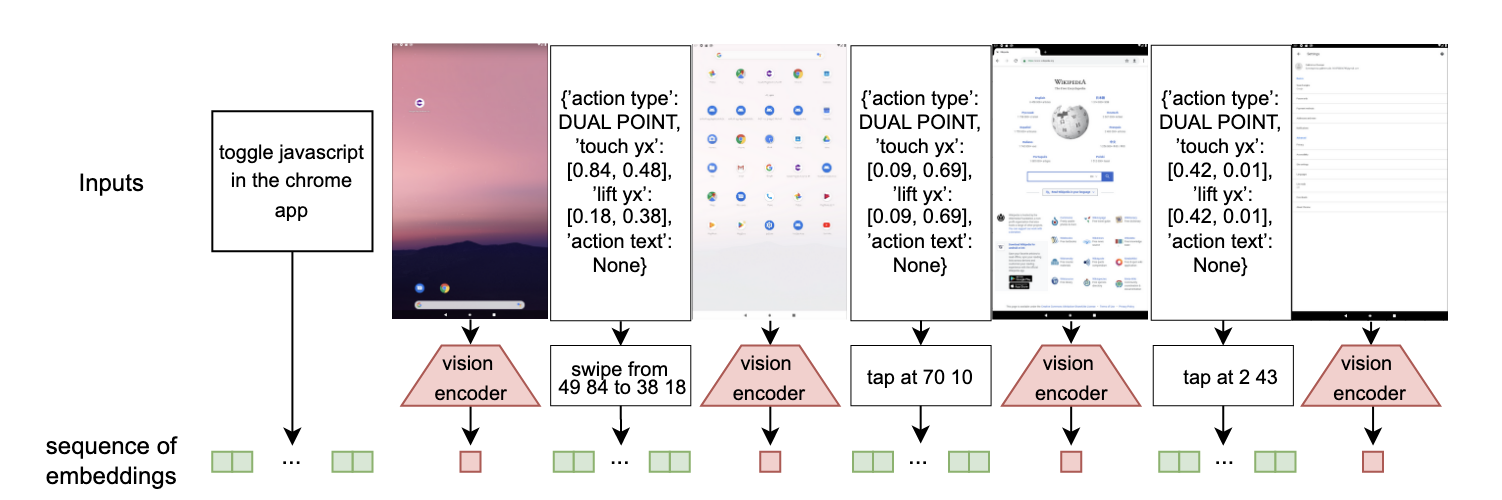 Inputs
toggle javascript
in the chrome
app
{'action type':
DUAL POINT,
'touch yx':
[0.84, 0.48],
'lift yx':
[0.18, 0.38],
'action text':
None}
{'action type':
DUAL POINT,
'touch yx':
[0.09, 0.69],
'lift yx':
[0.09, 0.69],
'action text':
None}
WIKIPEDIA
The Free Encyclopedia
{'action type':
DUAL POINT,
'touch yx':
[0.42, 0.01],
'lift yx':
[0.42, 0.01],
'action text':
None}
Settings
vision
encoder
swipe from
49 84 to 38 18
vision
encoder
tap at 70 10
vision
encoder
tap at 2 43
vision
encoder
sequence of
embeddings
...
...
...
...